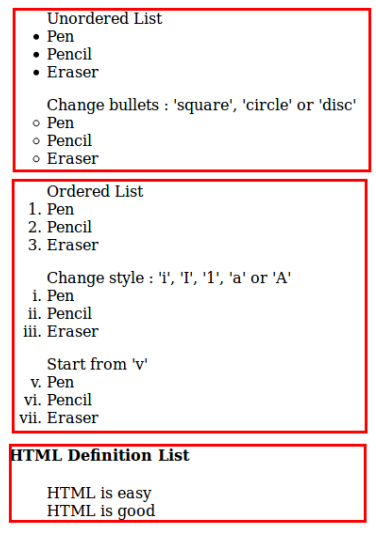 Unordered List
• Pen
• Pencil
• Eraser
Change bullets : 'square', 'circle' or 'disc'
◦ Pen
◦ Pencil
◦ Eraser
Ordered List
1. Pen
2. Pencil
3. Eraser
Change style : 'i', 'I', '1', 'a' or 'A'
i. Pen
ii. Pencil
iii. Eraser
Start from 'v'
v. Pen
vi. Pencil
vii. Eraser
HTML Definition List
HTML is easy
HTML is good